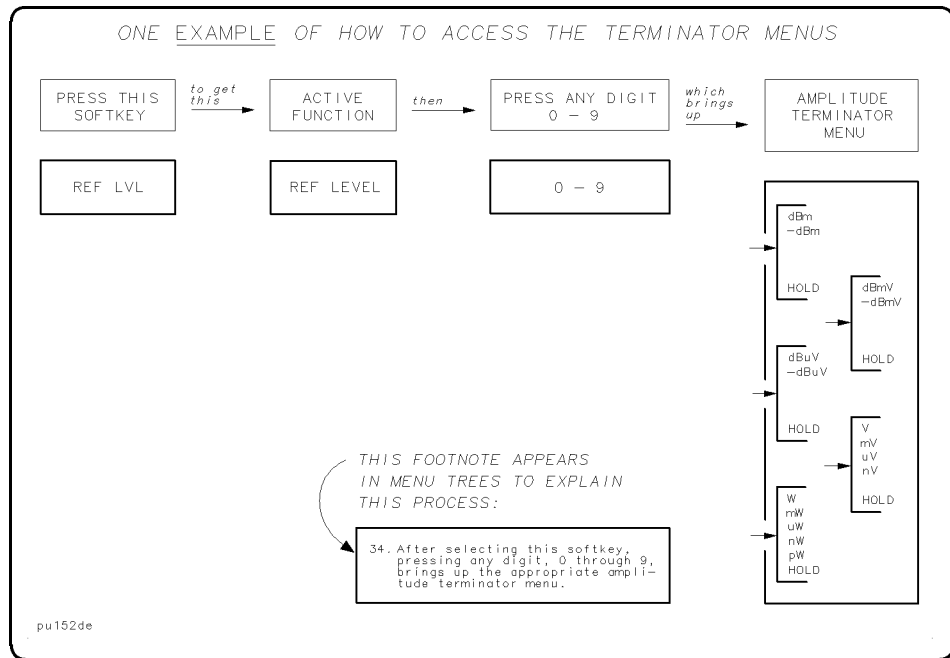 ONE EXAMPLE OF HOW TO ACCESS THE TERMINATOR MENUS
PRESS THIS
SOFTKEY
to get
this
ACTIVE
FUNCTION
then
PRESS ANY DIGIT
0 – 9
which
brings
up
AMPLITUDE
TERMINATOR
MENU
REF LVL
REF LEVEL
0 – 9
dBm
-dBm
HOLD
dBmV
-dBmV
HOLD
dBuV
-dBuV
HOLD
V
mV
uV
nV
HOLD
W
mW
uW
nW
pW
HOLD
THIS FOOTNOTE APPEARS
IN MENU TREES TO EXPLAIN
THIS PROCESS:
34. After selecting this softkey,
pressing any digit, 0 through 9,
brings up the appropriate ampli-
tude terminator menu.
pu152de